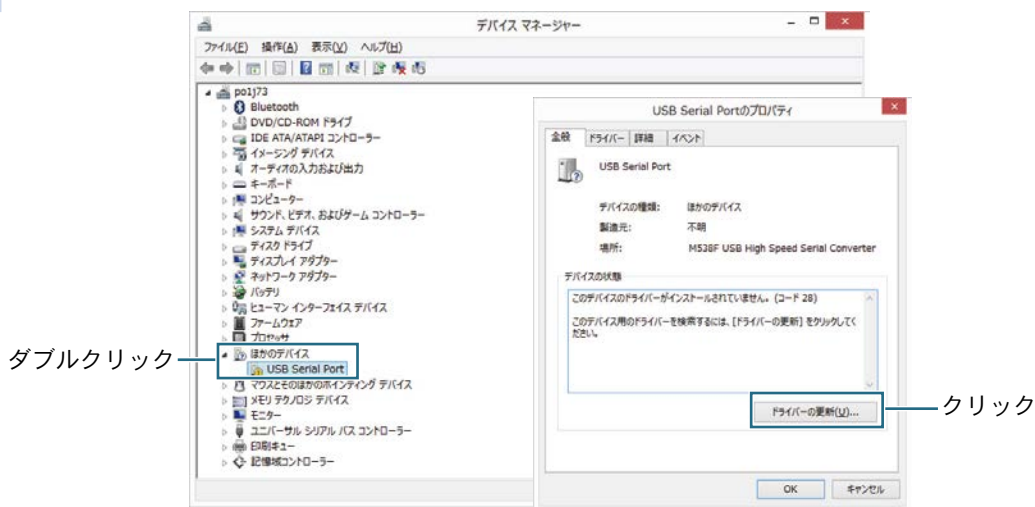 デバイス マネージャー
ファイル(F) 操作(A) 表示(V) ヘルプ(H)
po1j73
Bluetooth
DVD/CD-ROM ドライブ
IDE ATA/ATAPI コントローラー
イメージング デバイス
オーディオの入力および出力
キーボード
コンピューター
サウンド、ビデオ、およびゲーム コントローラー
システム デバイス
ディスク ドライブ
ディスプレイ アダプター
ネットワーク アダプター
バッテリ
ヒューマン インターフェイス デバイス
ファームウェア
プロセッサ
ほかのデバイス
USB Serial Port
マウスとそのほかのポインティング デバイス
メモリ テクノロジ デバイス
モニター
ユニバーサル シリアル バス コントローラー
印刷キュー
記憶域コントローラー
ダブルクリック
USB Serial Portのプロパティ
全般 ドライバー 詳細 イベント
USB Serial Port
デバイスの種類: ほかのデバイス
製造元: 不明
場所: M538F USB High Speed Serial Converter
デバイスの状態
このデバイスのドライバーがインストールされていません。 (コード 28)
このデバイス用のドライバーを検索するには、[ドライバーの更新] をクリックしてく
ださい。
ドライバーの更新(U)...
クリック
OK キャンセル